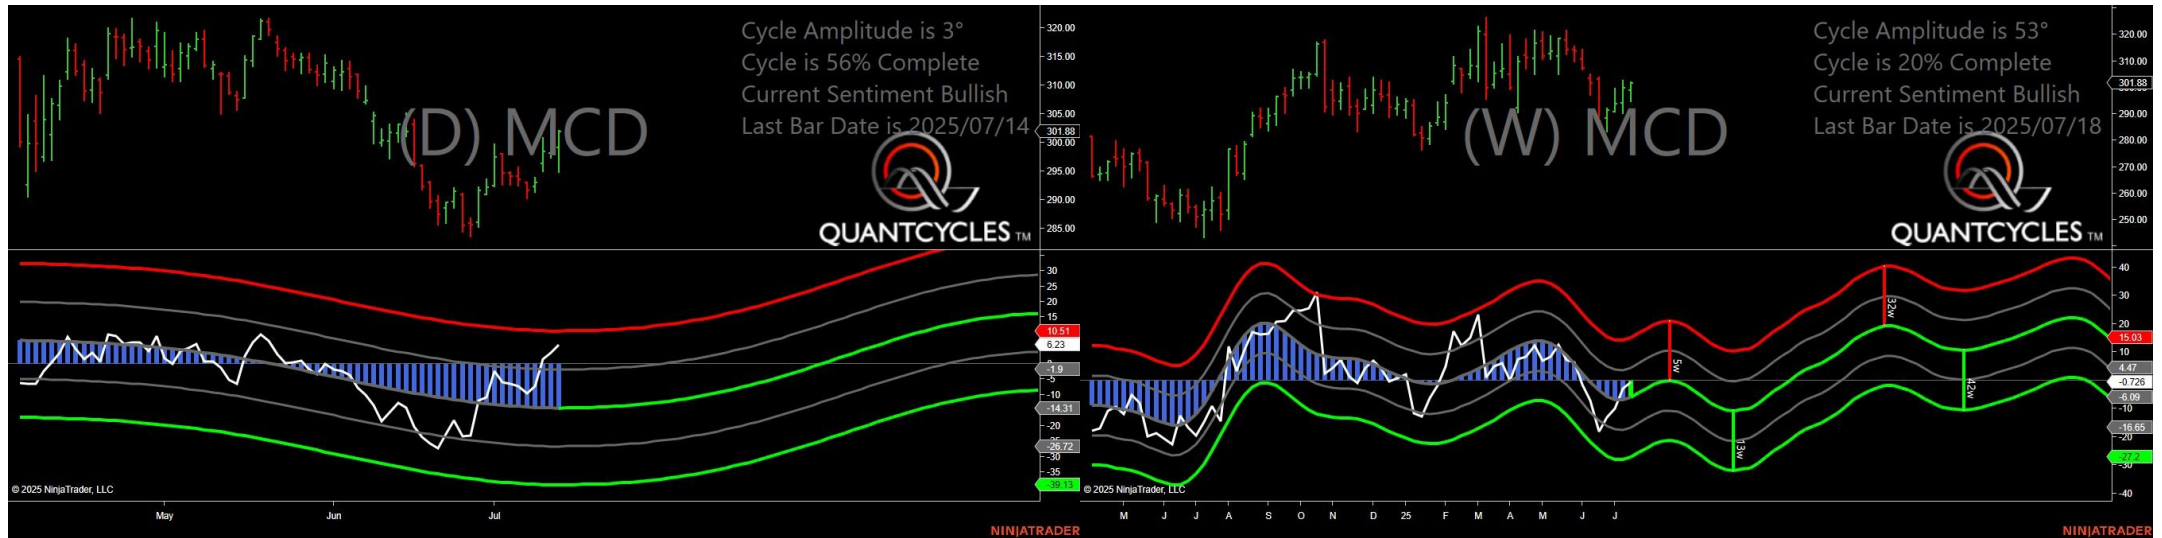 Cycle Amplitude is 3°
Cycle is 56% Complete
Current Sentiment Bullish
Last Bar Date is 2025/07/14
(D) MCD
QUANTCYCLES TM
320.00
315.00
310.00
305.00
301.88
300.00
295.00
290.00
285.00
30
25
20
15
10.51
6.23
-1.9
-5
-10
-14.31
-20
-26.72
-30
-35
-39.13
© 2025 NinjaTrader, LLC
May
Jun
Jul
NINJATRADER
Cycle Amplitude is 53°
Cycle is 20% Complete
Current Sentiment Bullish
Last Bar Date is 2025/07/18
(W) MCD
QUANTCYCLES TM
320.00
310.00
301.88
290.00
280.00
270.00
260.00
250.00
5w
13w
32w
42w
40
30
20
15.03
10
4.47
-0.726
-6.09
-10
-16.65
-20
-27.2
-30
-40
© 2025 NinjaTrader, LLC
M J J A S O N D 25 F M A M J J
NINJATRADER